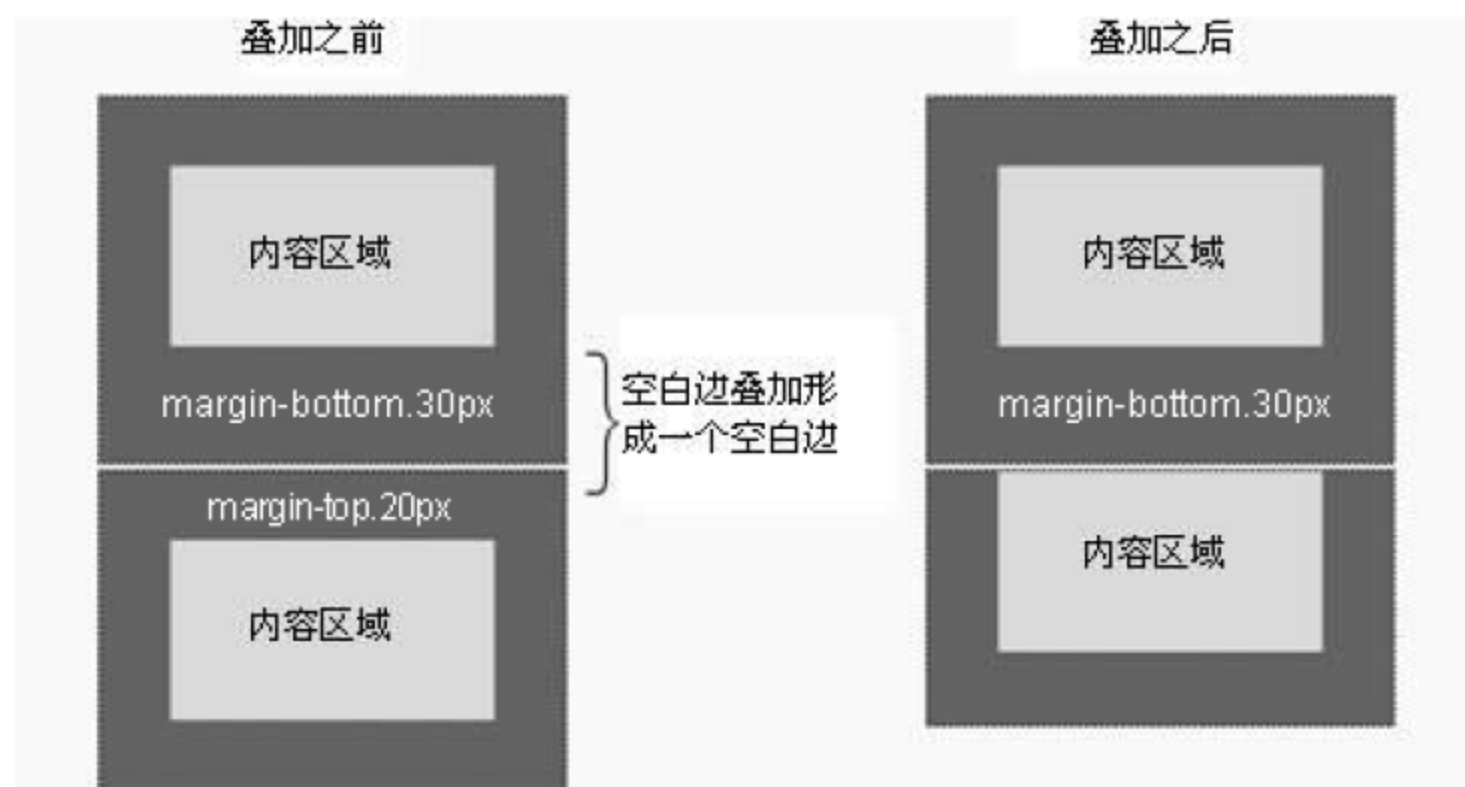 叠加之前
叠加之后
内容区域
内容区域
margin-bottom.30px
空白边叠加形
成一个空白边
margin-bottom.30px
margin-top.20px
内容区域
内容区域